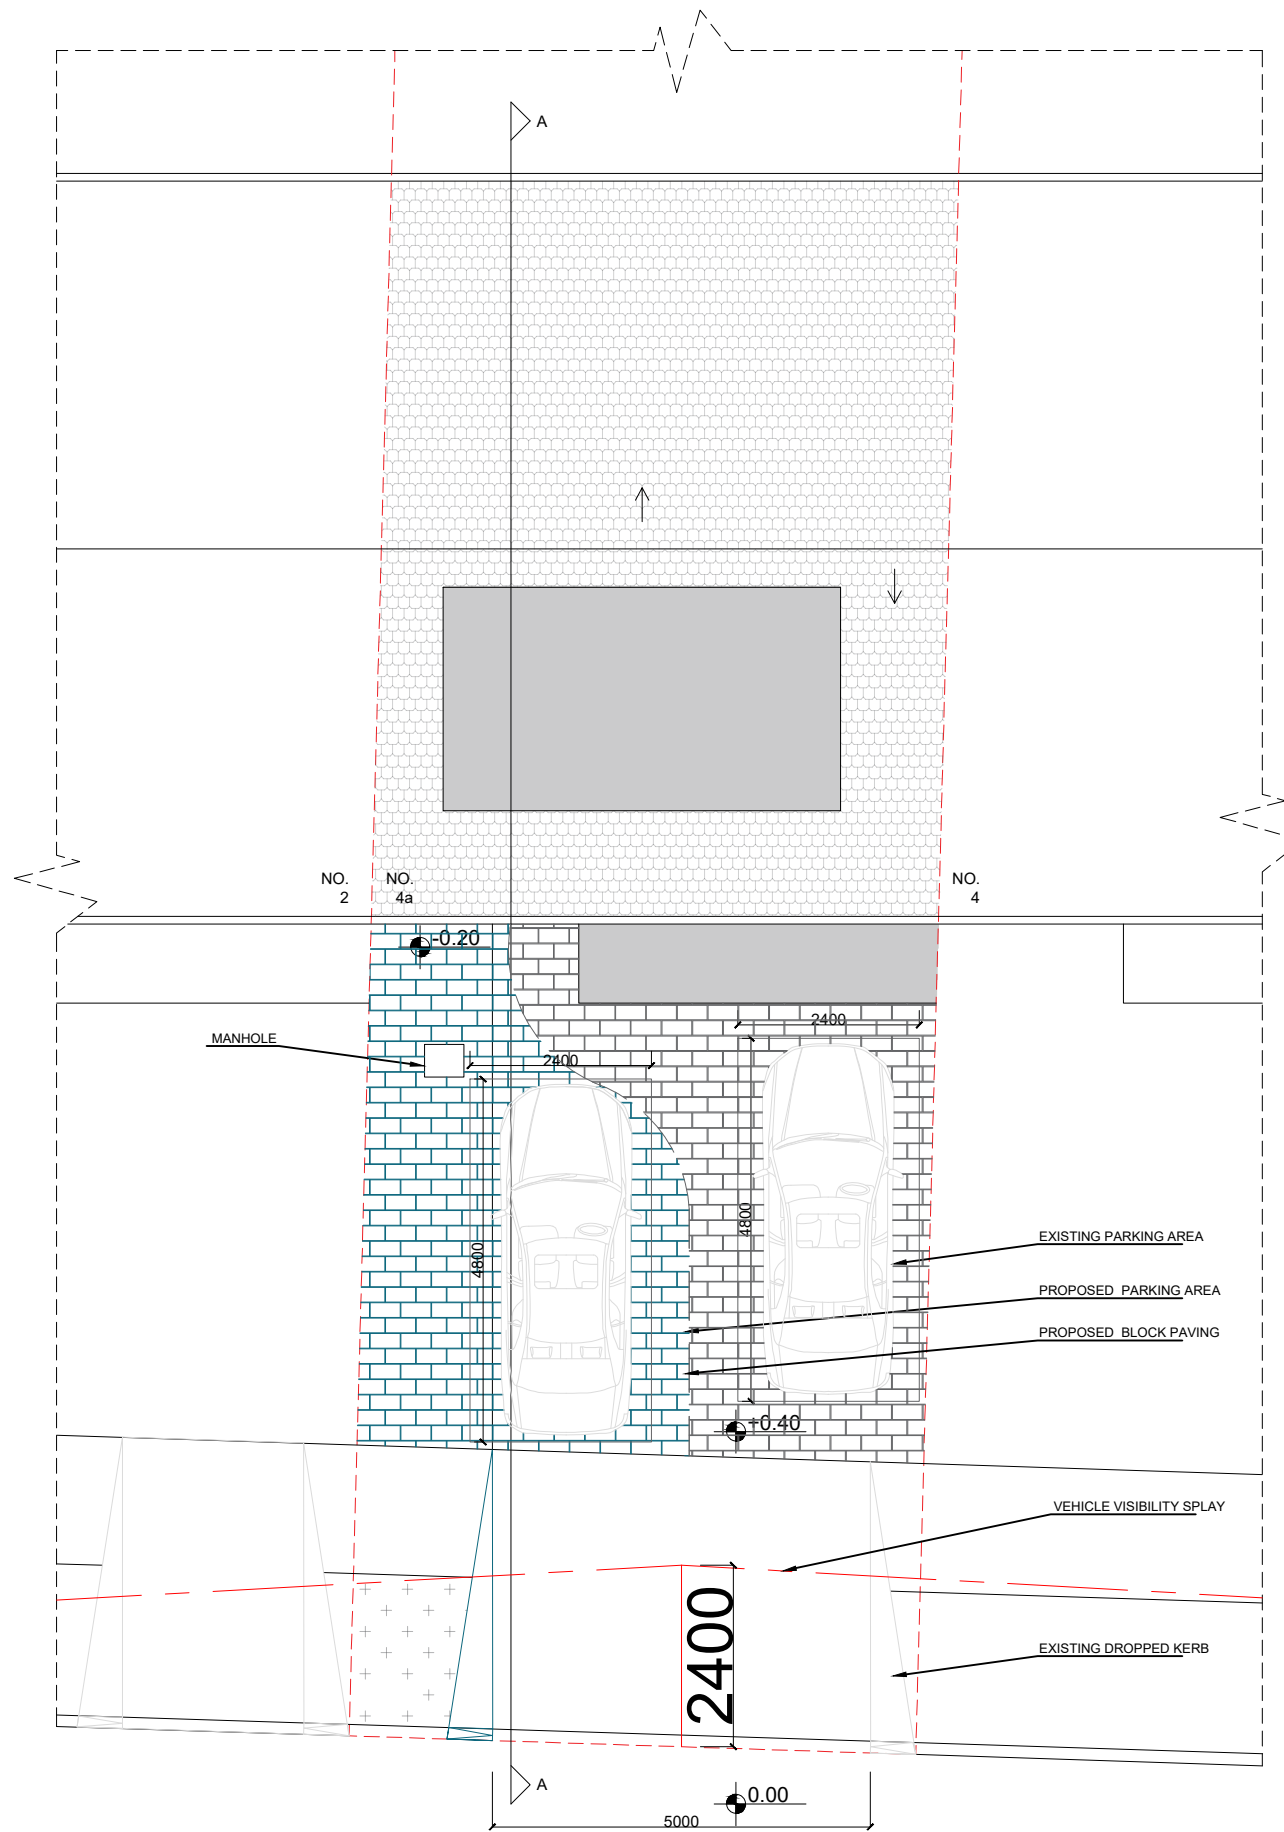 A
NO.
2
NO.
4a
NO.
4
-0.20
2400
MANHOLE
2400
4800
4800
EXISTING PARKING AREA
PROPOSED  PARKING AREA
PROPOSED  BLOCK PAVING
+0.40
VEHICLE VISIBILITY SPLAY
2400
EXISTING DROPPED KERB
A
0.00
5000